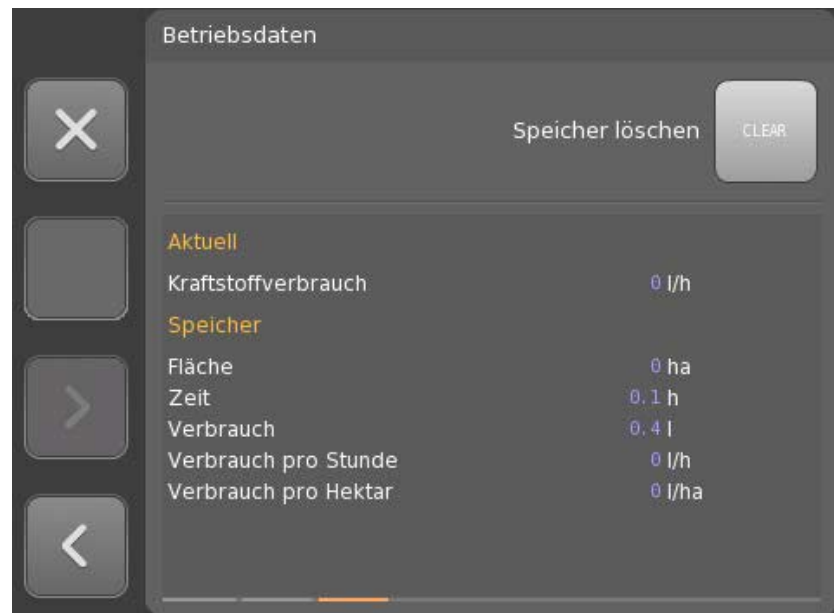 Betriebsdaten
Speicher löschen CLEAR
Aktuell
Kraftstoffverbrauch 0 l/h
Speicher
Fläche 0 ha
Zeit 0.1 h
Verbrauch 0.4 l
Verbrauch pro Stunde 0 l/h
Verbrauch pro Hektar 0 l/ha